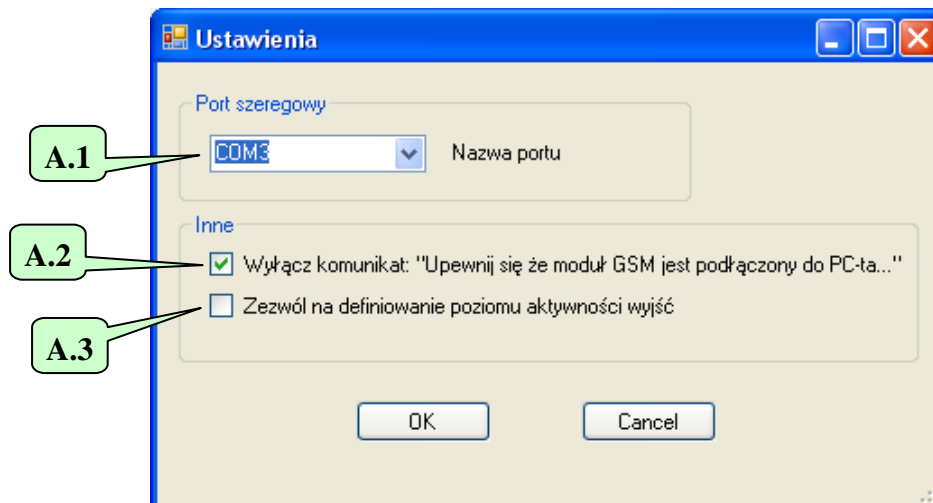 Ustawienia
Port szeregowy
A.1
COM3 Nazwa portu
Inne
A.2
Wyłącz komunikat: "Upewnij się że moduł GSM jest podłączony do PC-ta..."
Zezwól na definiowanie poziomu aktywności wyjść
A.3
OK Cancel